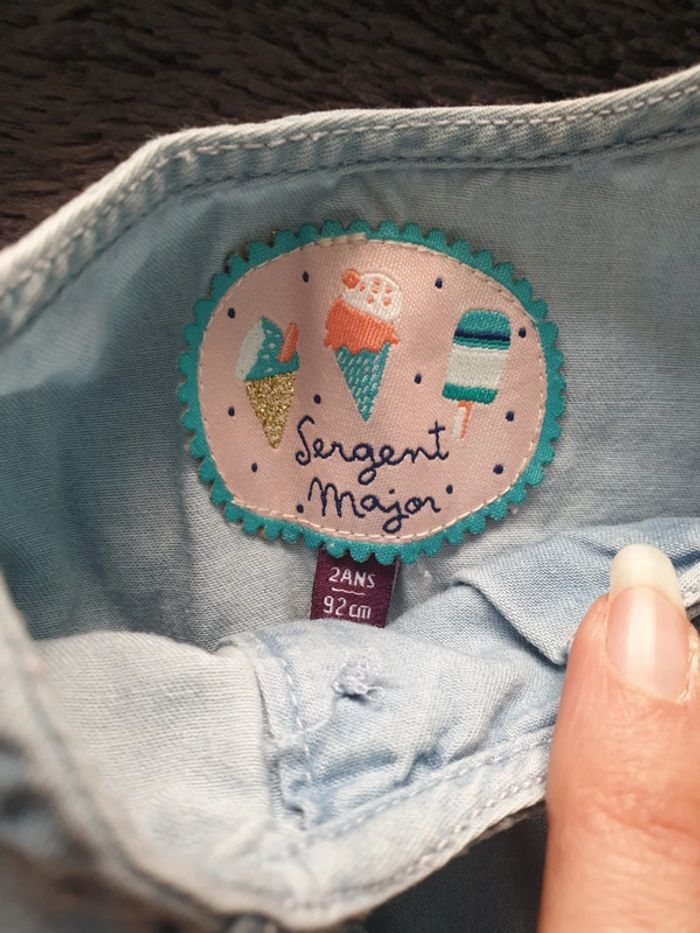 Sergent
Major
2ANS
92cm